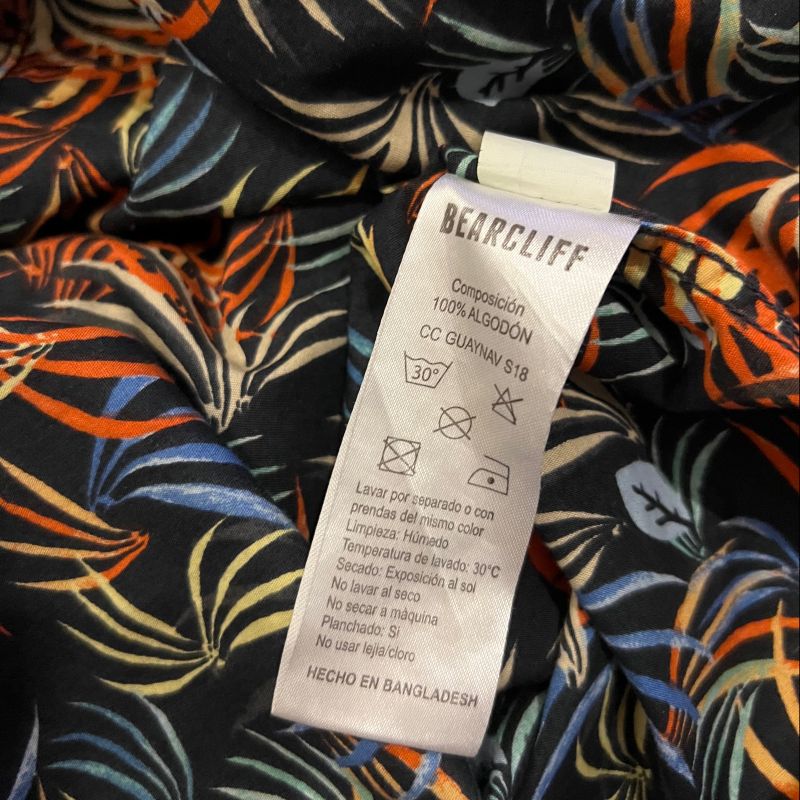 BEARCLIFF
Composición
100% ALGODÓN
CC GUAYNAV S18
30°
Lavar por separado o con
prendas del mismo color
Limpieza: Húmedo
Temperatura de lavado: 30°C
Secado: Exposición al sol
No lavar al seco
No secar a màquina
Planchado: Si
No usar lejía/cloro
HECHO EN BANGLADESH